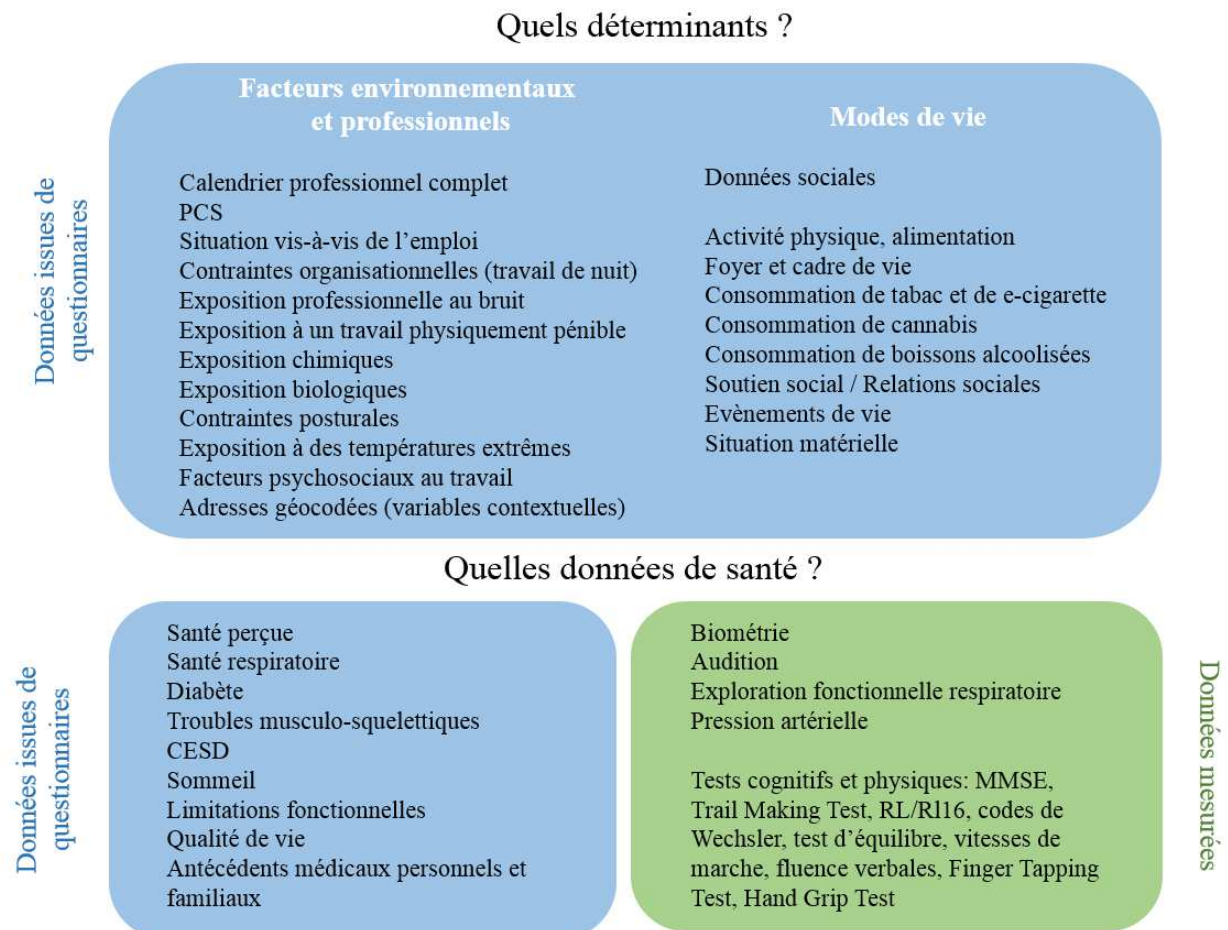 Quels déterminants ?
Données issues de
questionnaires
Facteurs environnementaux
et professionnels
Calendrier professionnel complet
PCS
Situation vis-à-vis de l’emploi
Contraintes organisationnelles (travail de nuit)
Exposition professionnelle au bruit
Exposition à un travail physiquement pénible
Exposition chimiques
Exposition biologiques
Contraintes posturales
Exposition à des températures extrêmes
Facteurs psychosociaux au travail
Adresses géocodées (variables contextuelles)
Modes de vie
Données sociales
Activité physique, alimentation
Foyer et cadre de vie
Consommation de tabac et de e-cigarette
Consommation de cannabis
Consommation de boissons alcoolisées
Soutien social / Relations sociales
Evènements de vie
Situation matérielle
Quelles données de santé ?
Données issues de
questionnaires
Santé perçue
Santé respiratoire
Diabète
Troubles musculo-squelettiques
CESD
Sommeil
Limitations fonctionnelles
Qualité de vie
Antécédents médicaux personnels et
familiaux
Biométrie
Audition
Exploration fonctionnelle respiratoire
Pression artérielle
Tests cognitifs et physiques: MMSE,
Trail Making Test, RL/Rl16, codes de
Wechsler, test d’équilibre, vitesses de
marche, fluence verbales, Finger Tapping
Test, Hand Grip Test
Données mesurées